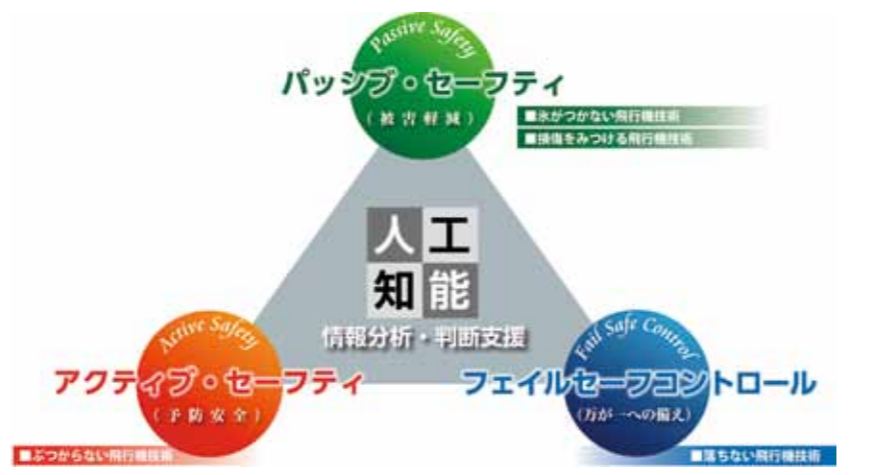 Passive Safety
パッシブ・セーフティ
(被害軽減)
■氷がつかない飛行機技術
■損傷をみつける飛行機技術
人工
知能
情報分析・判断支援
Active Safety
アクティブ・セーフティ
(予防安全)
■ぶつからない飛行機技術
Fail Safe Control
フェイルセーフコントロール
(万が一への備え)
■落ちない飛行機技術